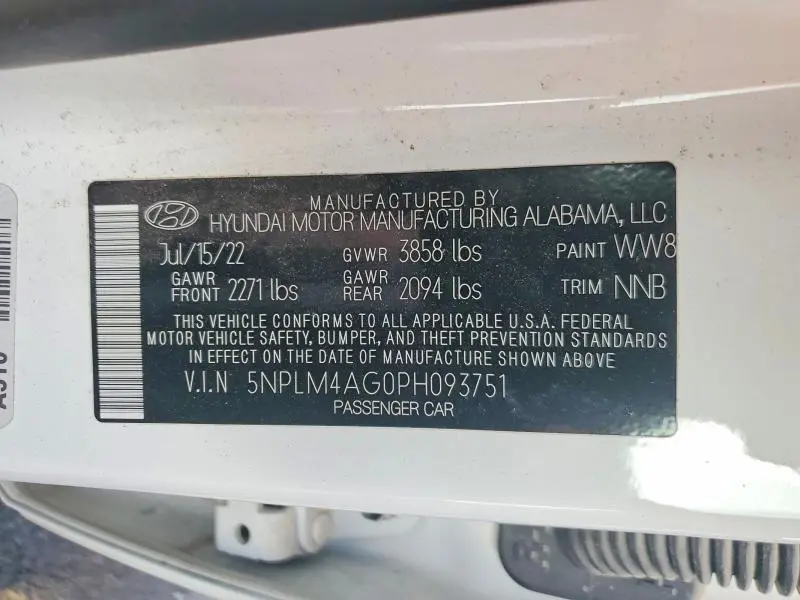 MANUFACTURED BY
HYUNDAI MOTOR MANUFACTURING ALABAMA, LLC
Jul/15/22 GVWR 3858 lbs PAINT WW8
GAWR FRONT 2271 lbs GAWR REAR 2094 lbs TRIM NNB
THIS VEHICLE CONFORMS TO ALL APPLICABLE U.S.A. FEDERAL
MOTOR VEHICLE SAFETY, BUMPER, AND THEFT PREVENTION STANDARDS
IN EFFECT ON THE DATE OF MANUFACTURE SHOWN ABOVE
V.I.N 5NPLM4AG0PH093751
PASSENGER CAR